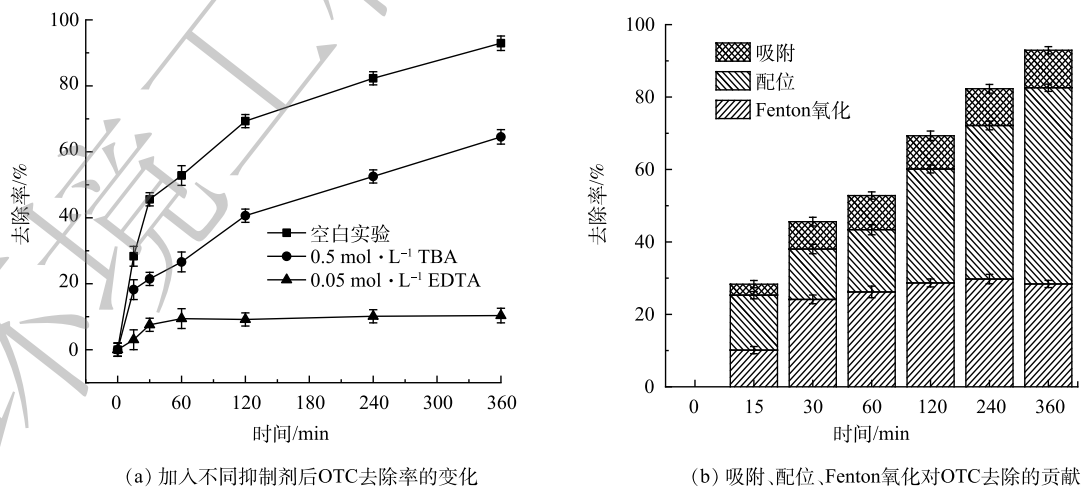 100
80
60
40
20
0
去除率/%
空白实验
0.5 mol·L⁻¹ TBA
0.05 mol·L⁻¹ EDTA
0 60 120 180 240 300 360
时间/min
(a) 加入不同抑制剂后OTC去除率的变化
100
80
60
40
20
0
去除率/%
吸附
配位
Fenton氧化
0 15 30 60 120 240 360
时间/min
(b) 吸附、配位、Fenton氧化对OTC去除的贡献